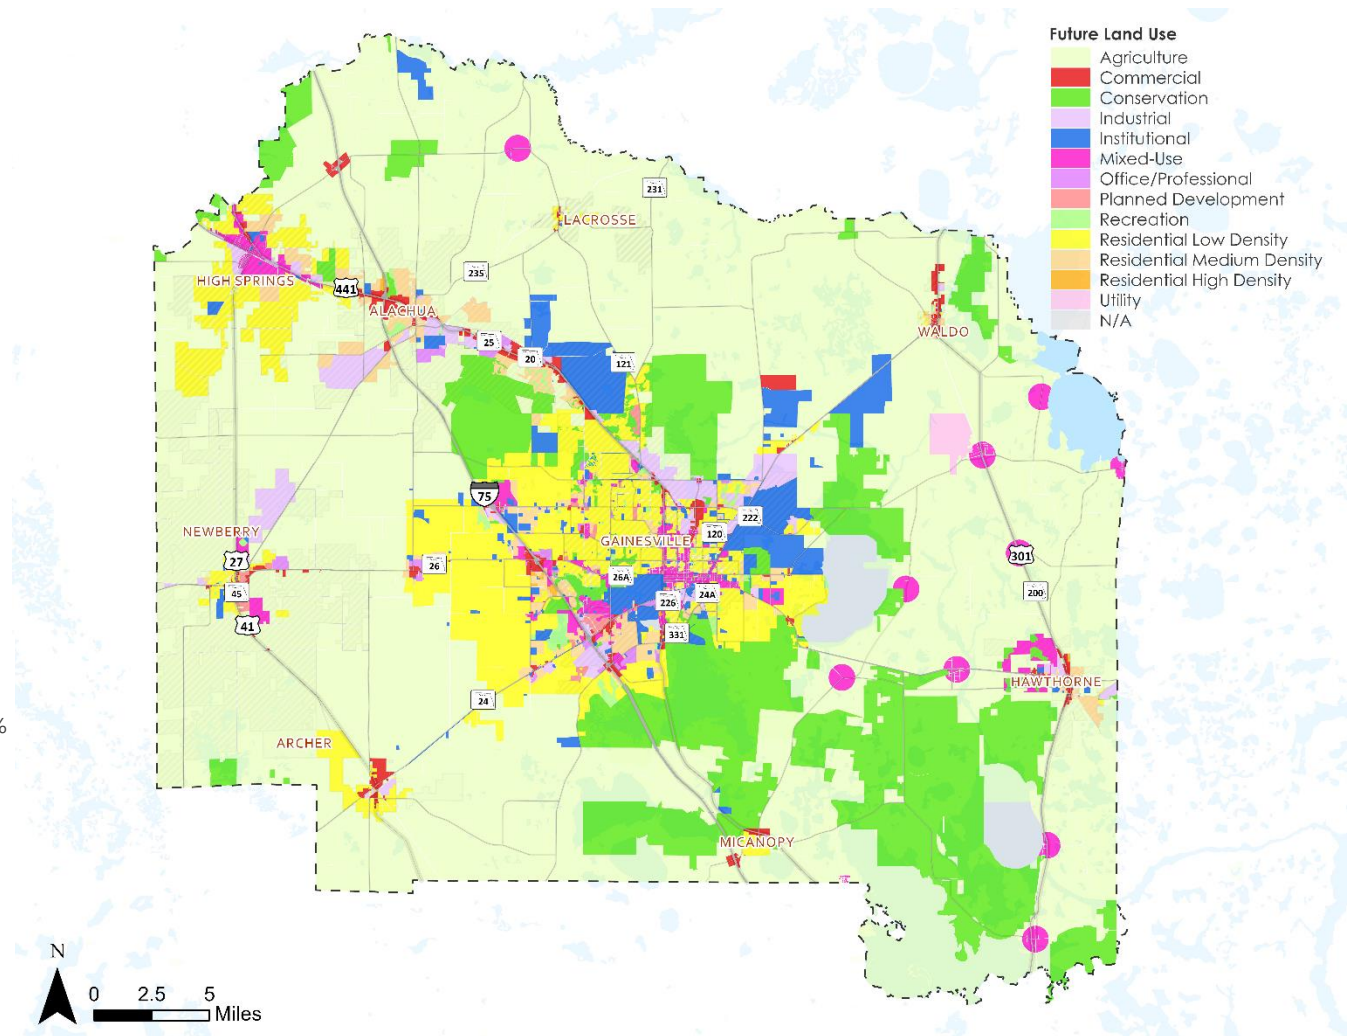 Future Land Use
Agriculture
Commercial
Conservation
Industrial
Institutional
Mixed-Use
Office/Professional
Planned Development
Recreation
Residential Low Density
Residential Medium Density
Residential High Density
Utility
N/A
231
LACROSSE
235
HIGH SPRINGS
441
ALACHUA
WALDO
25
20
121
75
222
NEWBERRY
120
GAINESVILLE
301
27
26
26A
45
226
24A
200
41
331
HAWTHORNE
24
%
ARCHER
MICANOPY
N
0 2.5 5
Miles